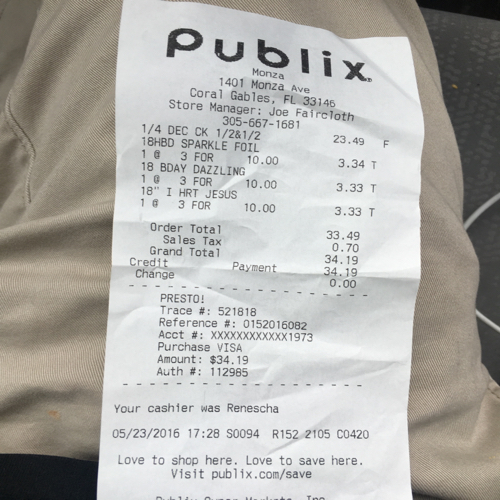 Publix
Monza
1401 Monza Ave
Coral Gables, FL 33146
Store Manager: Joe Faircloth
305-667-1681
1/4 DEC CK 1/2&1/2 23.49 F
18HBD SPARKLE FOIL
1 @ 3 FOR 10.00 3.34 T
18 BDAY DAZZLING
1 @ 3 FOR 10.00 3.33 T
18" I HRT JESUS
1 @ 3 FOR 10.00 3.33 T
Order Total 33.49
Sales Tax 0.70
Grand Total 34.19
Credit Payment 34.19
Change 0.00
PRESTO!
Trace #: 521818
Reference #: 0152016082
Acct #: XXXXXXXXXXXX1973
Purchase VISA
Amount: $34.19
Auth #: 112985
Your cashier was Renescha
05/23/2016 17:28 S0094 R152 2105 C0420
Love to shop here. Love to save here.
Visit publix.com/save
Publix Super Markets, Inc.